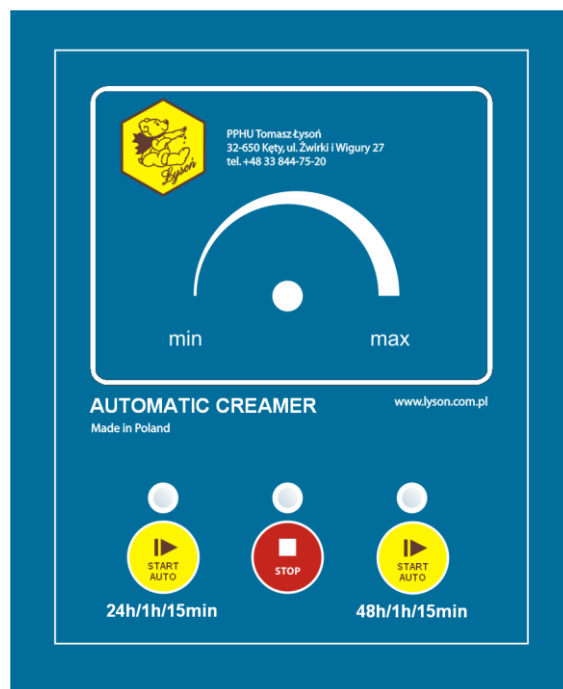 PPHU Tomasz Łysoń
32-650 Kęty, ul. Żwirki i Wigury 27
tel. +48 33 844-75-20
Łysoń
min
max
AUTOMATIC CREAMER
www.lyson.com.pl
Made in Poland
START
AUTO
STOP
START
AUTO
24h/1h/15min
48h/1h/15min